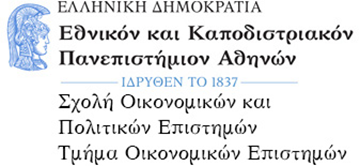 ΕΛΛΗΝΙΚΗ ΔΗΜΟΚΡΑΤΙΑ
Εθνικόν και Καποδιστριακόν
Πανεπιστήμιον Αθηνών
ΙΔΡΥΘΕΝ ΤΟ 1837
Σχολή Οικονομικών και
Πολιτικών Επιστημών
Τμήμα Οικονομικών Επιστημών